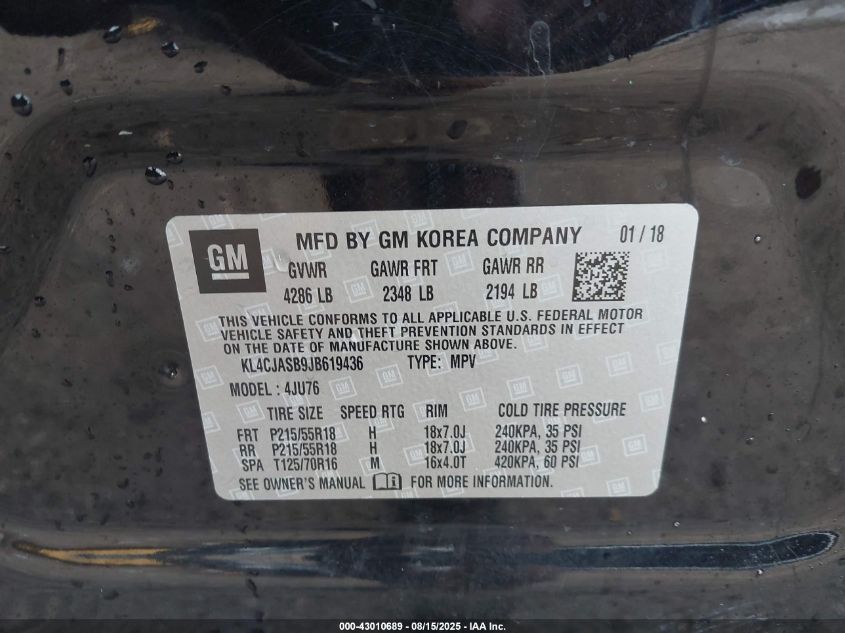 GM MFD BY GM KOREA COMPANY 01 / 18
GVWR GAWR FRT GAWR RR
4286 LB 2348 LB 2194 LB
THIS VEHICLE CONFORMS TO ALL APPLICABLE U.S. FEDERAL MOTOR
VEHICLE SAFETY AND THEFT PREVENTION STANDARDS IN EFFECT
ON THE DATE OF MANUFACTURE SHOWN ABOVE.
KL4CJASB9JB619436 TYPE: MPV
MODEL: 4JU76
TIRE SIZE SPEED RTG RIM COLD TIRE PRESSURE
FRT P215/55R18 H 18x7.0J 240KPA, 35 PSI
RR P215/55R18 H 18x7.0J 240KPA, 35 PSI
SPA T125/70R16 M 16x4.0T 420KPA, 60 PSI
SEE OWNER'S MANUAL FOR MORE INFORMATION.
000-43010689 - 08/15/2025 - IAA Inc.